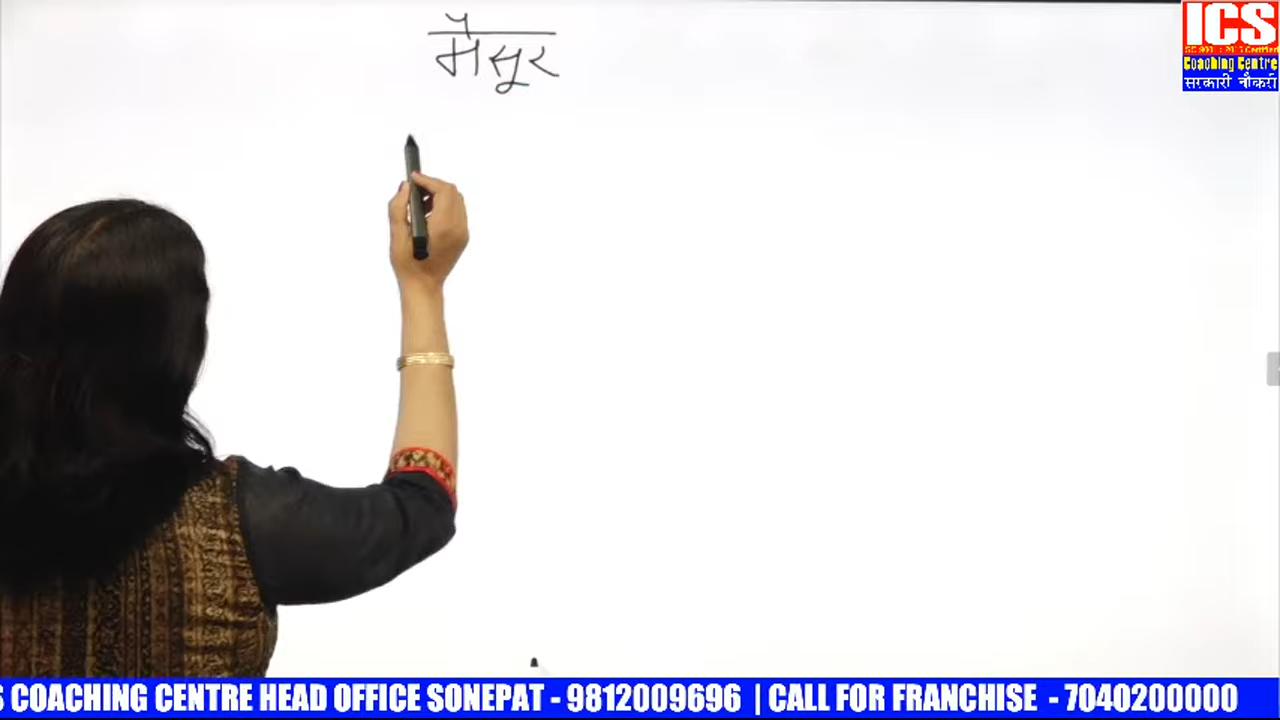 मैसूर
ICS
Coaching Centre
सरकारी नौकरी
S COACHING CENTRE HEAD OFFICE SONEPAT - 9812009696 | CALL FOR FRANCHISE - 7040200000